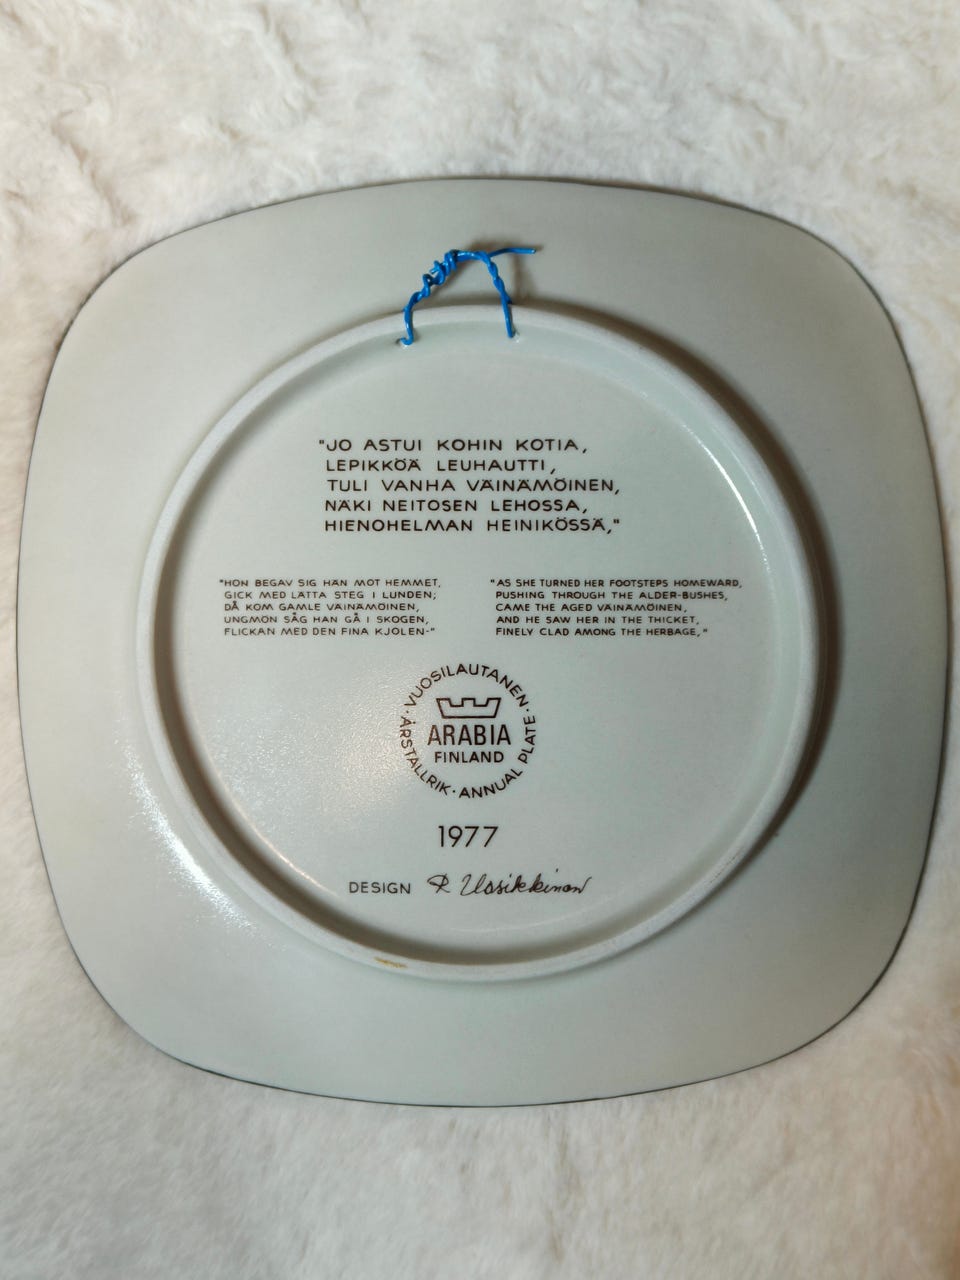 "JO ASTUI KOHIN KOTIA,
LEPIKKÖÄ LEUHAUTTI,
TULI VANHA VÄINÄMÖINEN,
NÄKI NEITOSEN LEHOSSA,
HIENOHELMAN HEINIKÖSSÄ,"
"HON BEGAV SIG HÄN MOT HEMMET,
GICK MED LÄTTA STEG I LUNDEN;
DÅ KOM GAMLE VÄINÄMÖINEN,
UNGMÖN SÅG HAN GÅ I SKOGEN,
FLICKAN MED DEN FINA KJOLEN-"
"AS SHE TURNED HER FOOTSTEPS HOMEWARD,
PUSHING THROUGH THE ALDER-BUSHES,
CAME THE AGED VÄINÄMÖINEN,
AND HE SAW HER IN THE THICKET,
FINELY CLAD AMONG THE HERBAGE,"
VUOSILAUTANEN · ANNUAL PLATE · ÅRSTALLRIK ·
ARABIA
FINLAND
1977
DESIGN R Uosikkinen